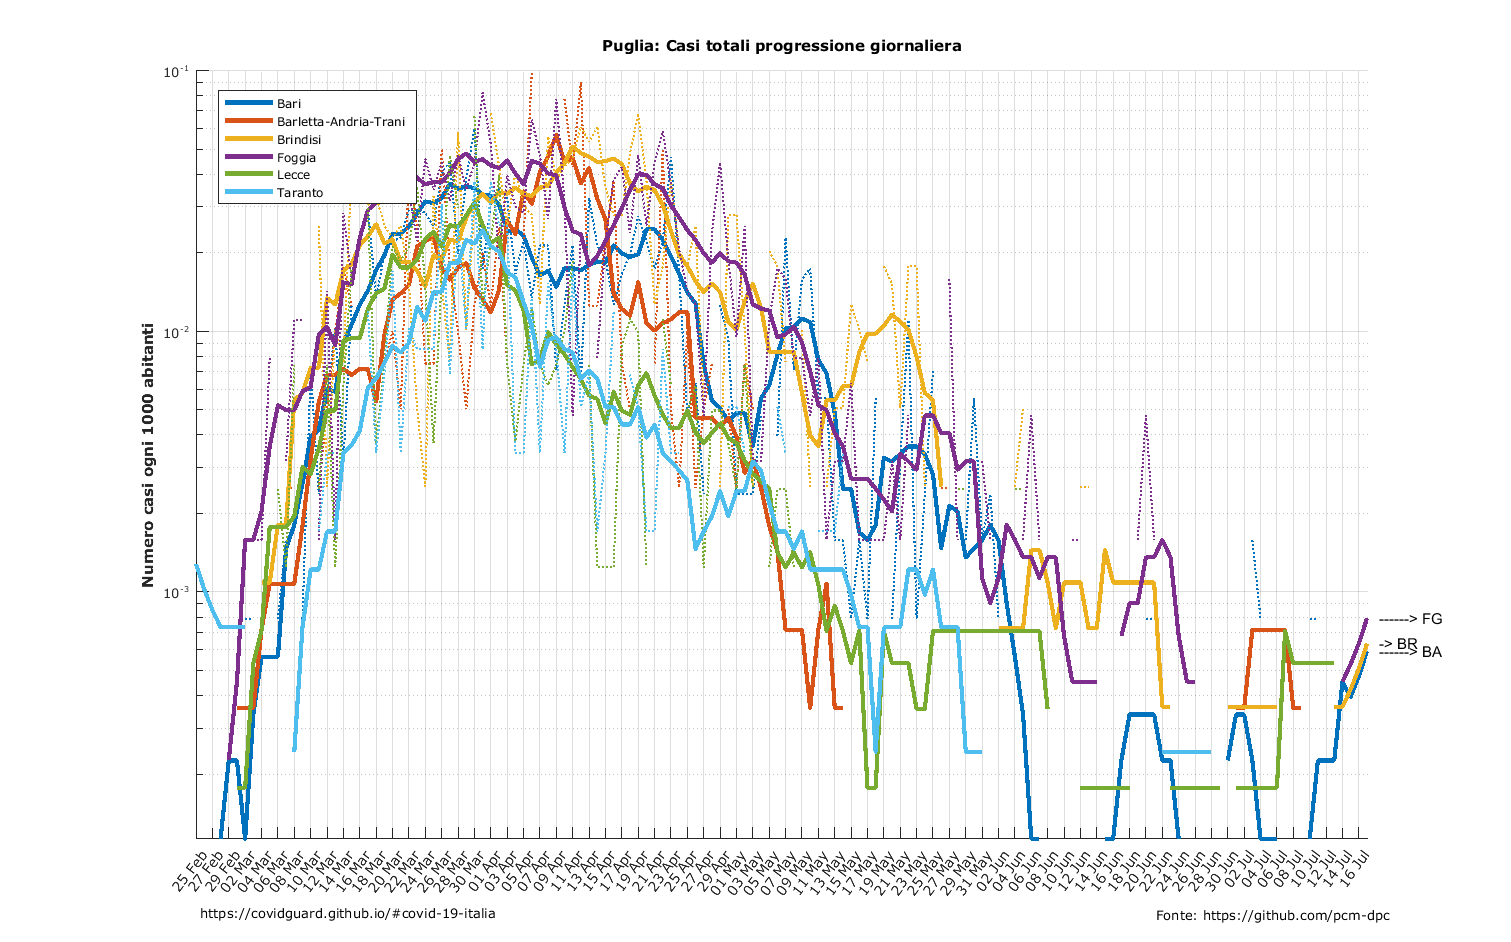 Puglia: Casi totali progressione giornaliera
10-1
Bari
Barletta-Andria-Trani
Brindisi
Foggia
Lecce
Taranto
10-2
Numero casi ogni 1000 abitanti
10-3
------> FG
-> BR
------> BA
25 Feb
27 Feb
29 Feb
02 Mar
04 Mar
06 Mar
08 Mar
10 Mar
12 Mar
14 Mar
16 Mar
18 Mar
20 Mar
22 Mar
24 Mar
26 Mar
28 Mar
30 Mar
01 Apr
03 Apr
05 Apr
07 Apr
09 Apr
11 Apr
13 Apr
15 Apr
17 Apr
19 Apr
21 Apr
23 Apr
25 Apr
27 Apr
29 Apr
01 May
03 May
05 May
07 May
09 May
11 May
13 May
15 May
17 May
19 May
21 May
23 May
25 May
27 May
29 May
31 May
02 Jun
04 Jun
06 Jun
08 Jun
10 Jun
12 Jun
14 Jun
16 Jun
18 Jun
20 Jun
22 Jun
24 Jun
26 Jun
28 Jun
30 Jun
02 Jul
04 Jul
06 Jul
08 Jul
10 Jul
12 Jul
14 Jul
16 Jul
https://covidguard.github.io/#covid-19-italia
Fonte: https://github.com/pcm-dpc